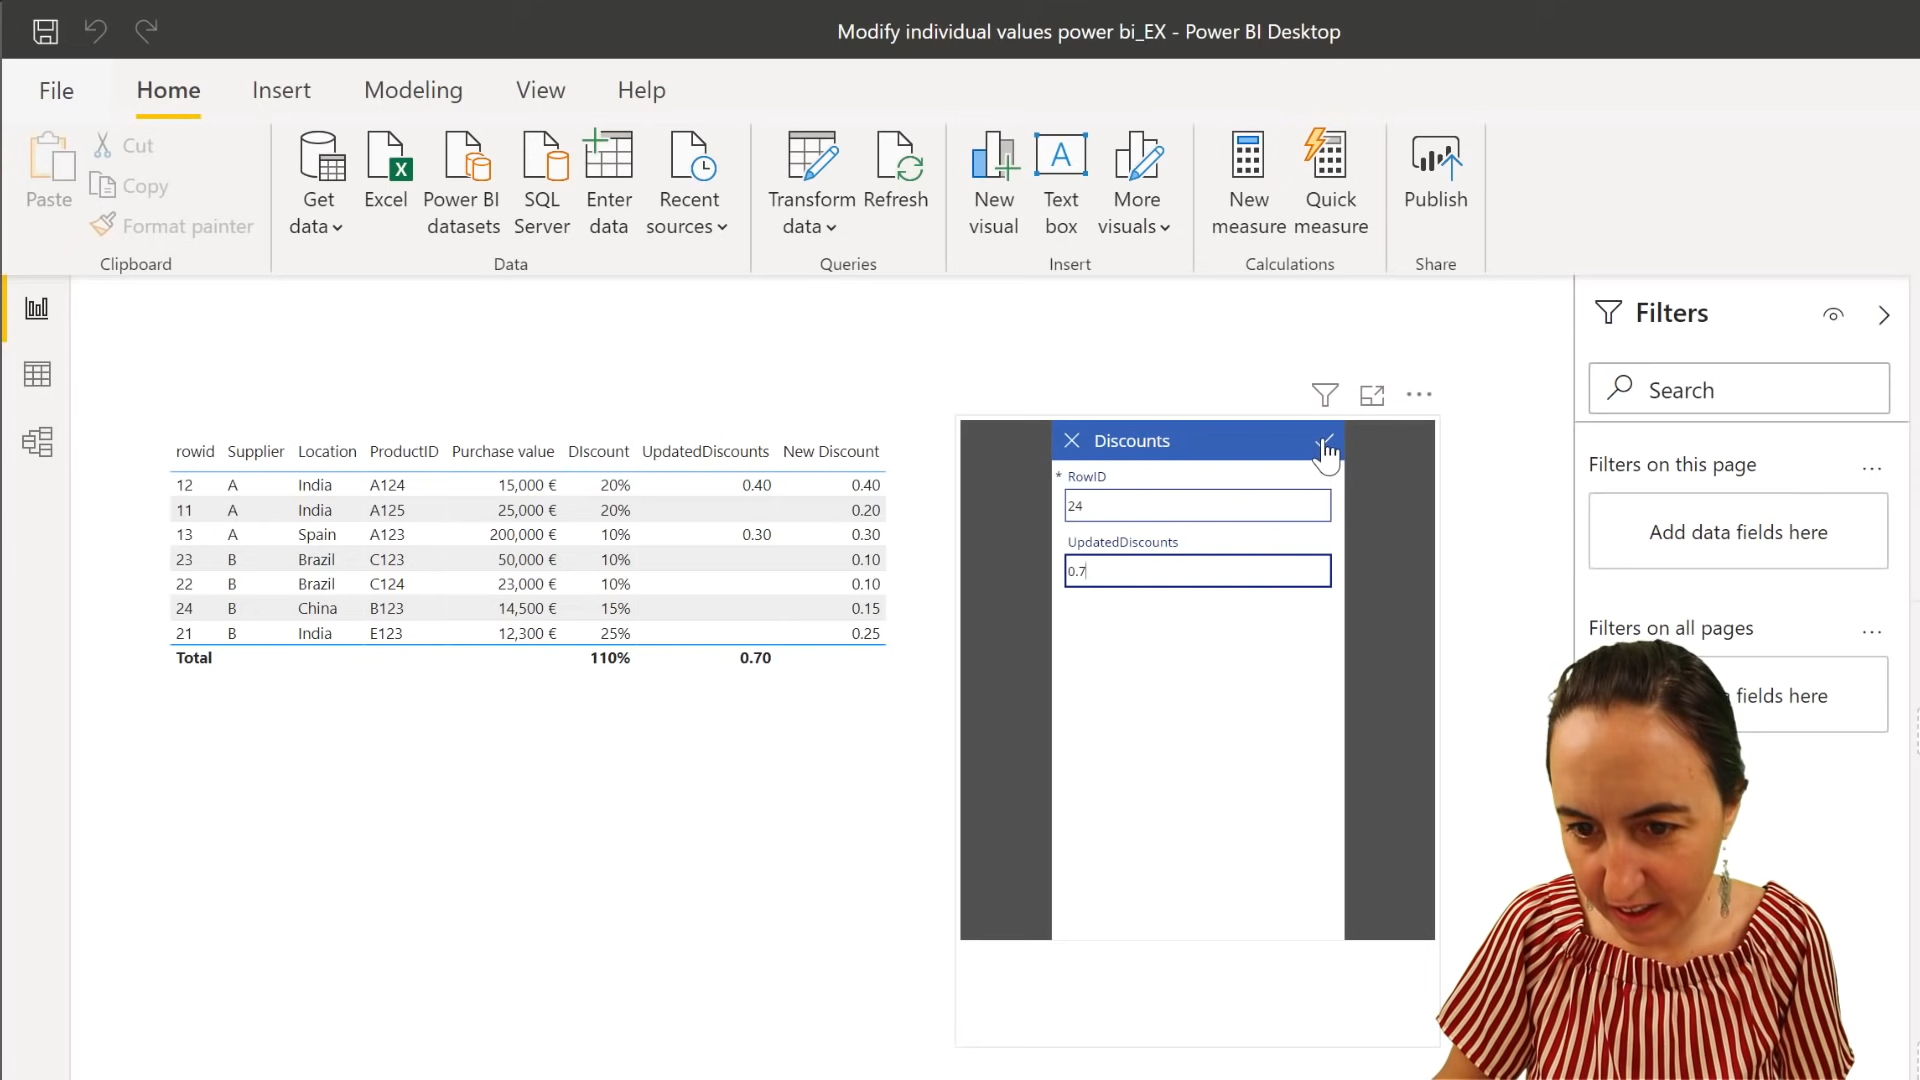 Modify individual values power bi_EX - Power BI Desktop
File Home Insert Modeling View Help
Paste
Cut
Copy
Format painter
Clipboard
Get data
Excel
Power BI datasets
SQL Server
Enter data
Recent sources
Data
Transform data
Refresh
Queries
New visual
Text box
More visuals
Insert
New measure
Quick measure
Calculations
Publish
Share
rowid Supplier Location ProductID Purchase value DIscount UpdatedDiscounts New Discount
12 A India A124 15,000 € 20% 0.40 0.40
11 A India A125 25,000 € 20% 0.20
13 A Spain A123 200,000 € 10% 0.30 0.30
23 B Brazil C123 50,000 € 10% 0.10
22 B Brazil C124 23,000 € 10% 0.10
24 B China B123 14,500 € 15% 0.15
21 B India E123 12,300 € 25% 0.25
Total 110% 0.70
Discounts
* RowID
24
UpdatedDiscounts
0.7
Filters
Search
Filters on this page ...
Add data fields here
Filters on all pages ...
fields here